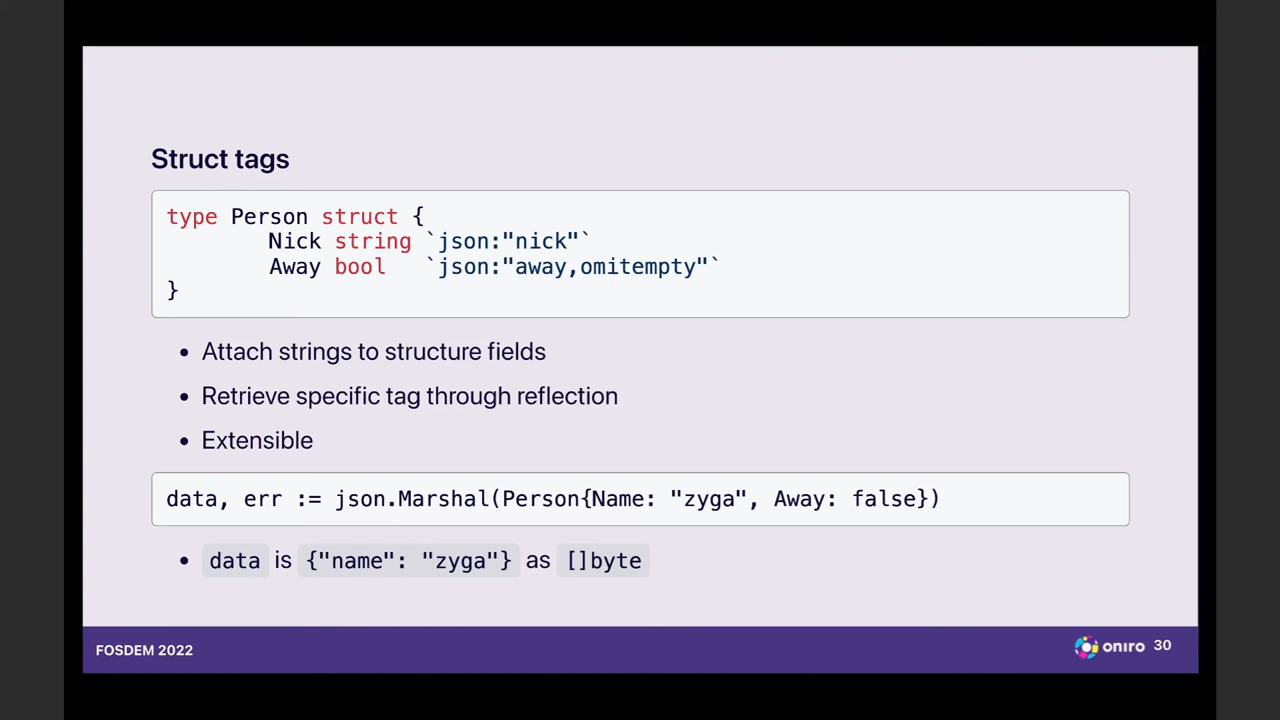 Struct tags
type Person struct {
        Nick string `json:"nick"`
        Away bool   `json:"away,omitempty"`
}
• Attach strings to structure fields
• Retrieve specific tag through reflection
• Extensible
data, err := json.Marshal(Person{Name: "zyga", Away: false})
• data is {"name": "zyga"} as []byte
FOSDEM 2022
oniro 30